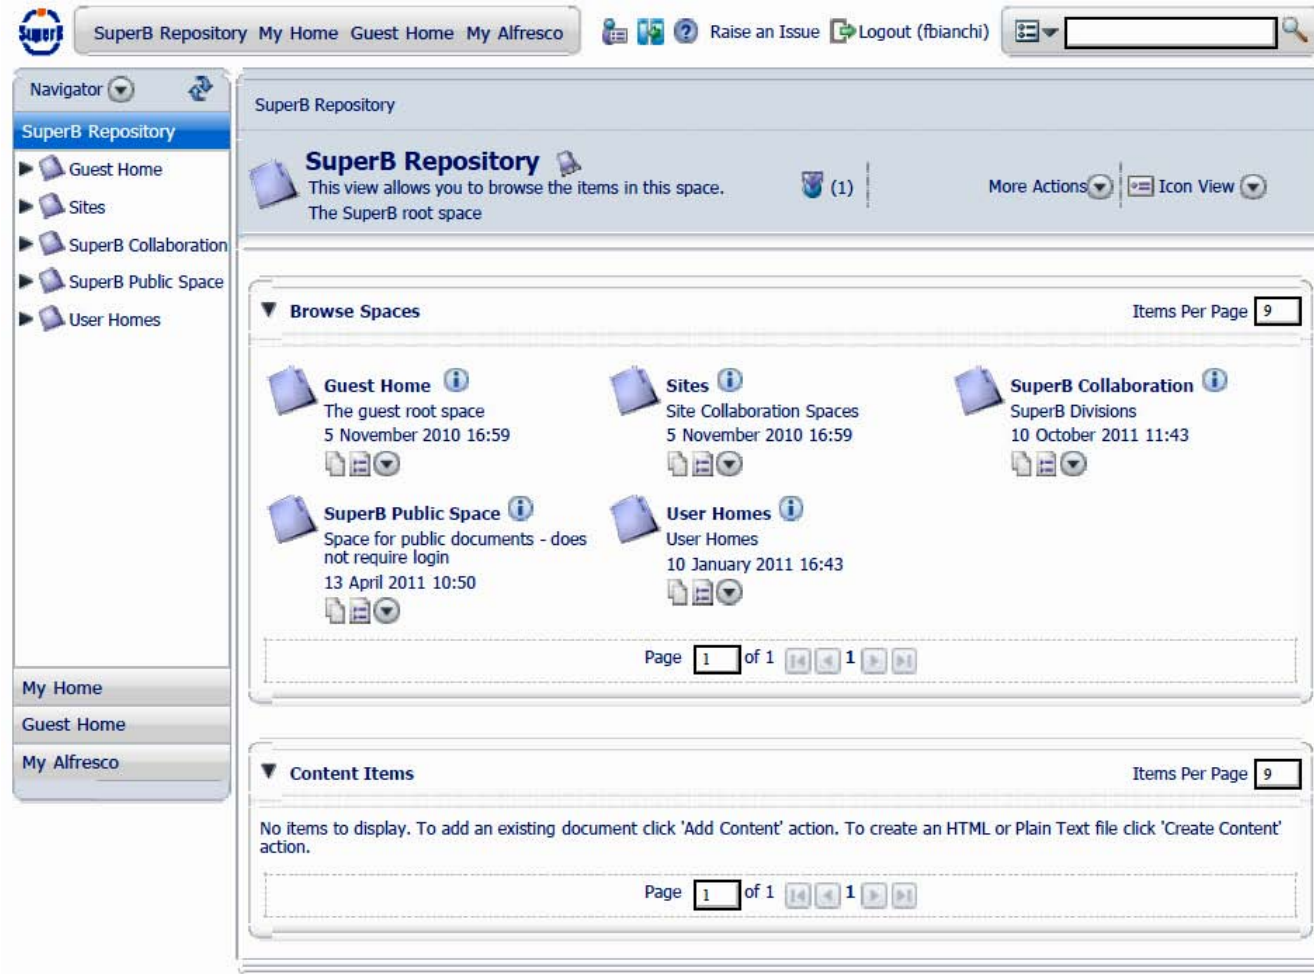 SuperB
SuperB Repository My Home Guest Home My Alfresco
Raise an Issue Logout (fbianchi)
Navigator
SuperB Repository
Guest Home
Sites
SuperB Collaboration
SuperB Public Space
User Homes
My Home
Guest Home
My Alfresco
SuperB Repository
SuperB Repository
This view allows you to browse the items in this space.
The SuperB root space
(1)
More Actions Icon View
Browse Spaces Items Per Page 9
Guest Home
The guest root space
5 November 2010 16:59
Sites
Site Collaboration Spaces
5 November 2010 16:59
SuperB Collaboration
SuperB Divisions
10 October 2011 11:43
SuperB Public Space
Space for public documents - does
not require login
13 April 2011 10:50
User Homes
User Homes
10 January 2011 16:43
Page 1 of 1 1
Content Items Items Per Page 9
No items to display. To add an existing document click 'Add Content' action. To create an HTML or Plain Text file click 'Create Content'
action.
Page 1 of 1 1